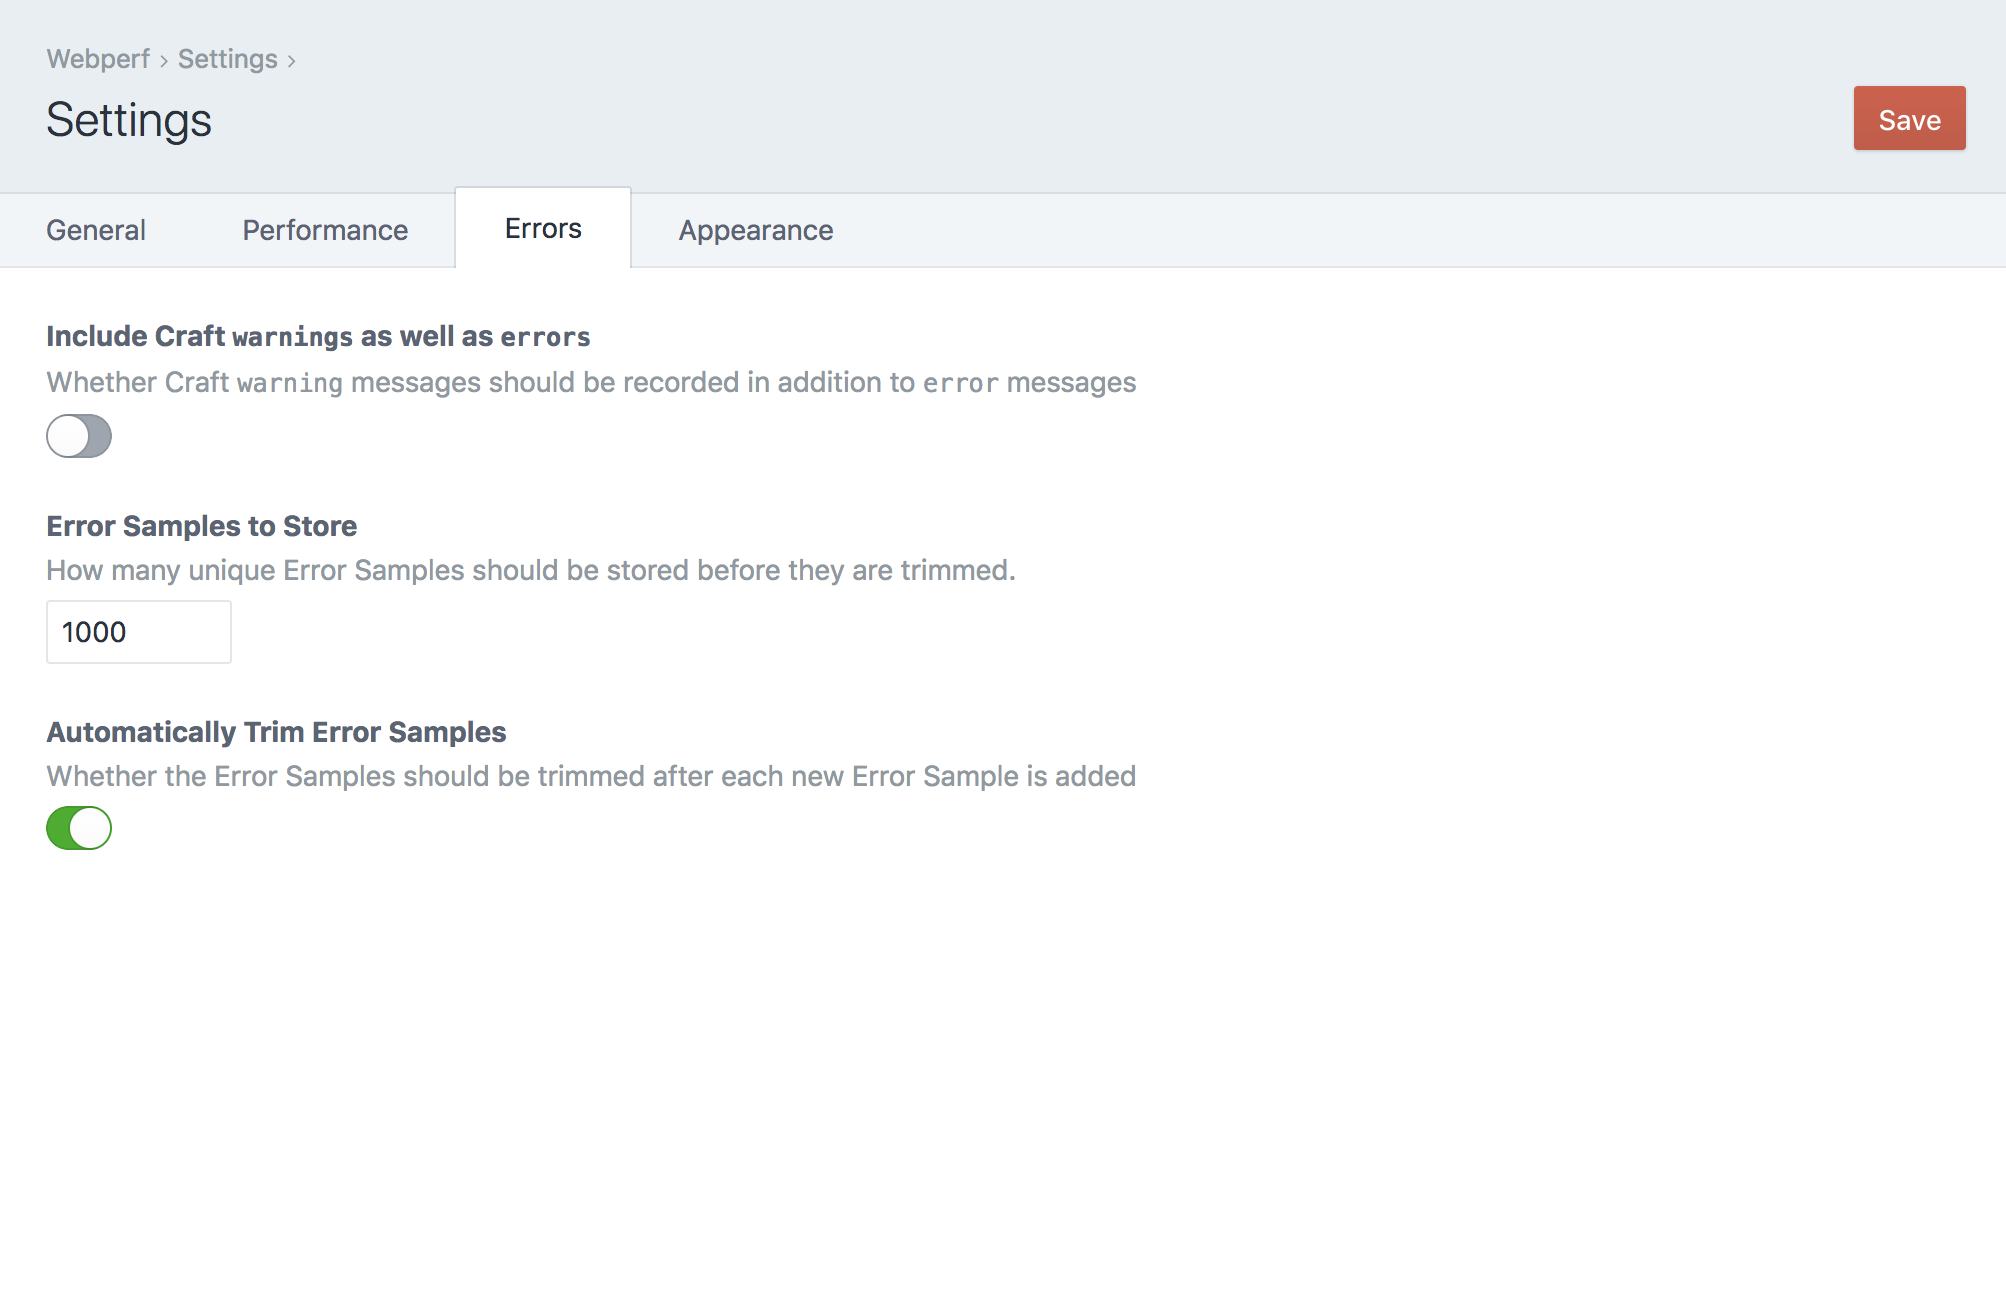 Webperf › Settings ›
Settings
Save
General Performance Errors Appearance
Include Craft warnings as well as errors
Whether Craft warning messages should be recorded in addition to error messages
Error Samples to Store
How many unique Error Samples should be stored before they are trimmed.
1000
Automatically Trim Error Samples
Whether the Error Samples should be trimmed after each new Error Sample is added